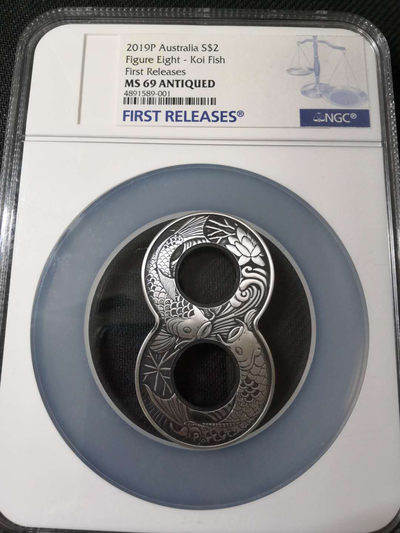 2019P Australia S$2
Figure Eight - Koi Fish
First Releases
MS 69 ANTIQUED
4891589-001
FIRST RELEASES®
NGC®
P